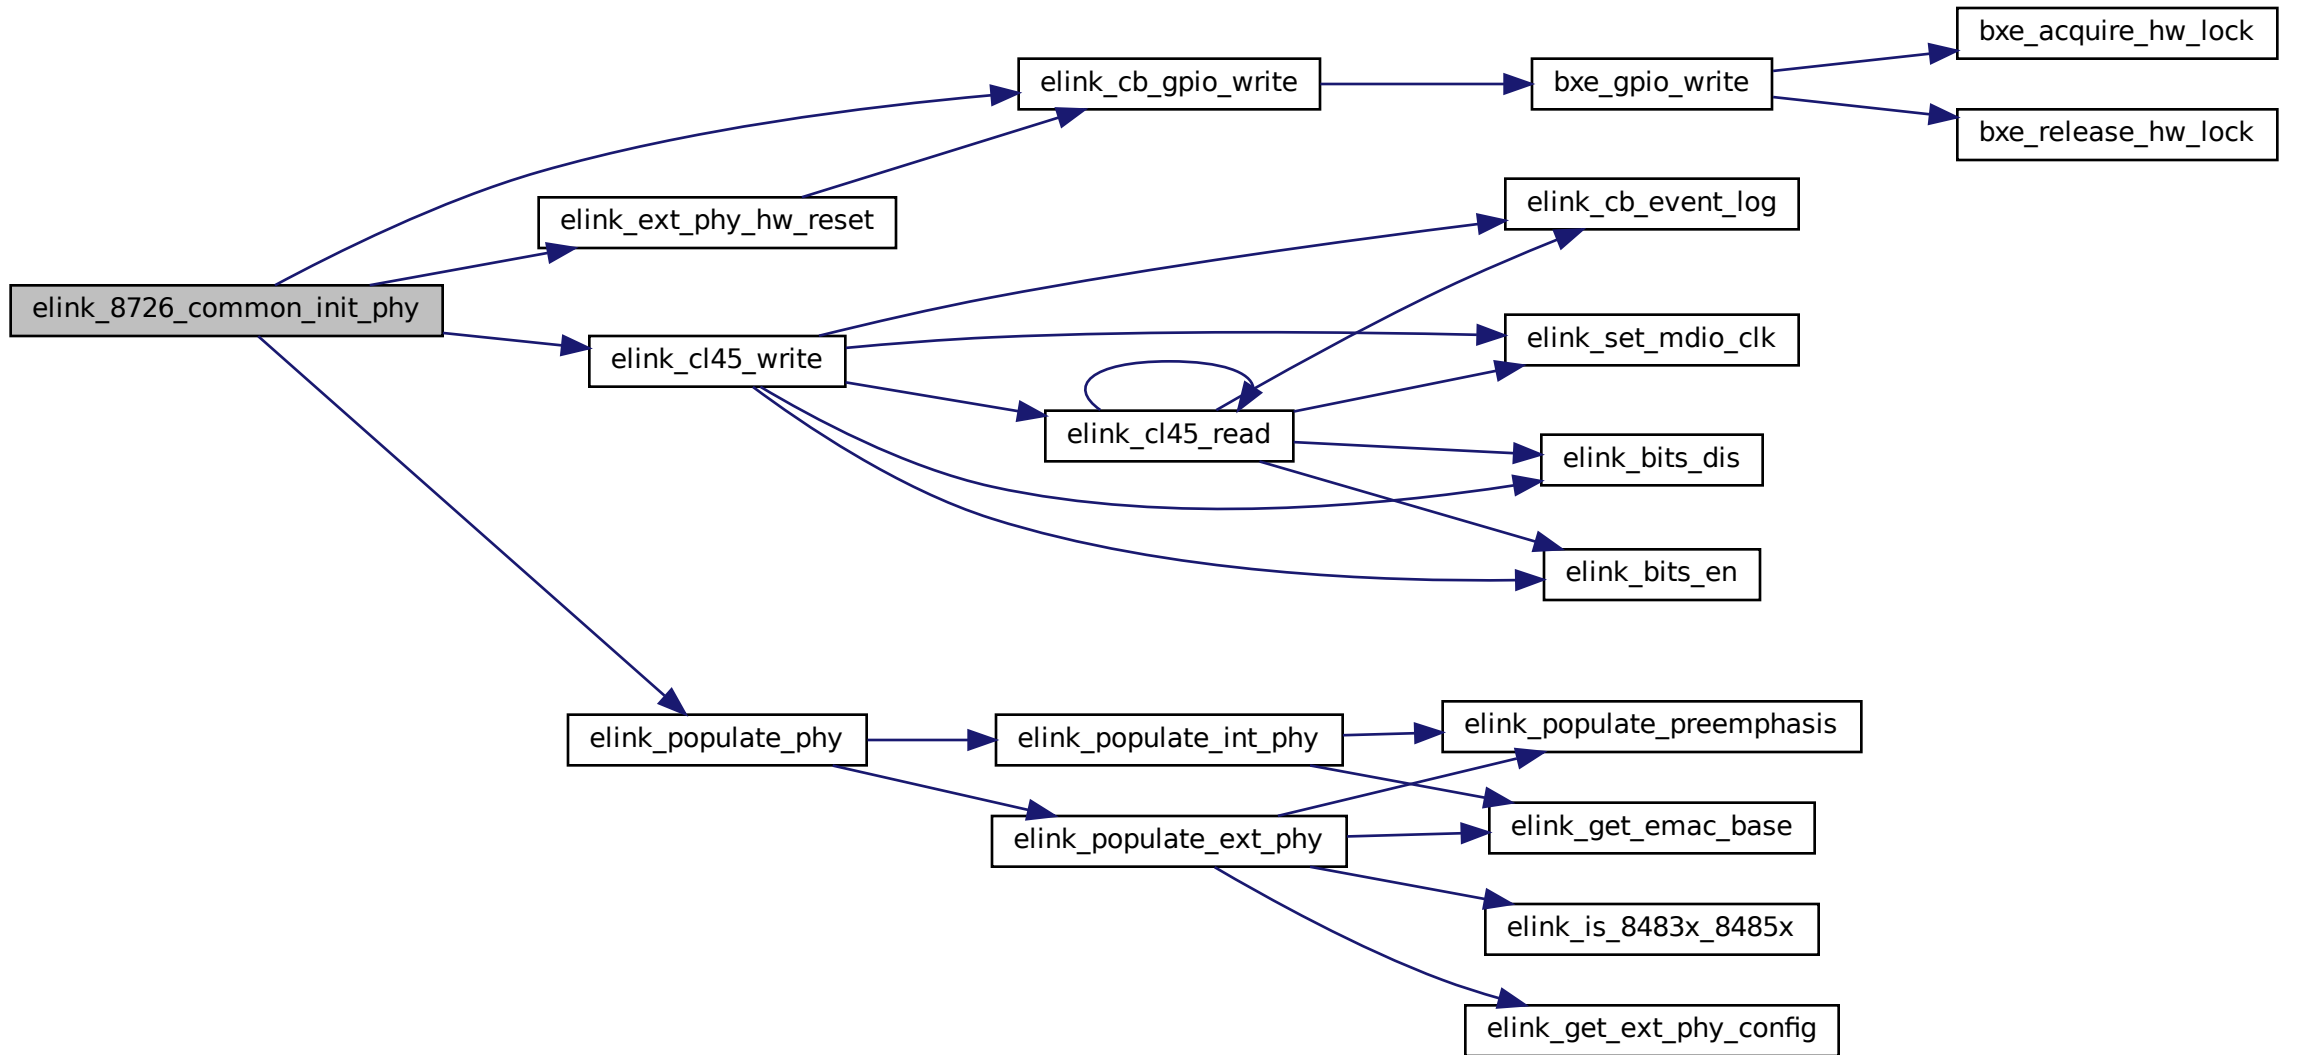 bxe_acquire_hw_lock
elink_cb_gpio_write
bxe_gpio_write
bxe_release_hw_lock
elink_cb_event_log
elink_ext_phy_hw_reset
elink_8726_common_init_phy
elink_set_mdio_clk
elink_cl45_write
elink_cl45_read
elink_bits_dis
elink_bits_en
elink_populate_preemphasis
elink_populate_phy
elink_populate_int_phy
elink_get_emac_base
elink_populate_ext_phy
elink_is_8483x_8485x
elink_get_ext_phy_config